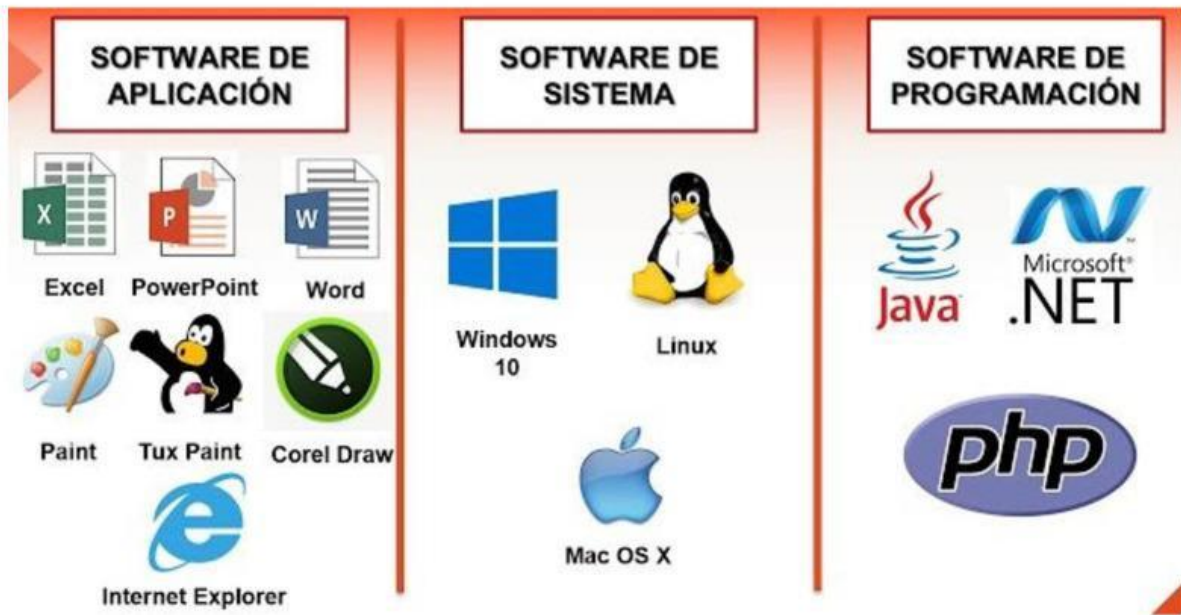 SOFTWARE DE
APLICACIÓN
X
P
W
Excel
PowerPoint
Word
Paint
Tux Paint
Corel Draw
Internet Explorer
SOFTWARE DE
SISTEMA
Windows
10
Linux
Mac OS X
SOFTWARE DE
PROGRAMACIÓN
Java
Microsoft®
.NET
php